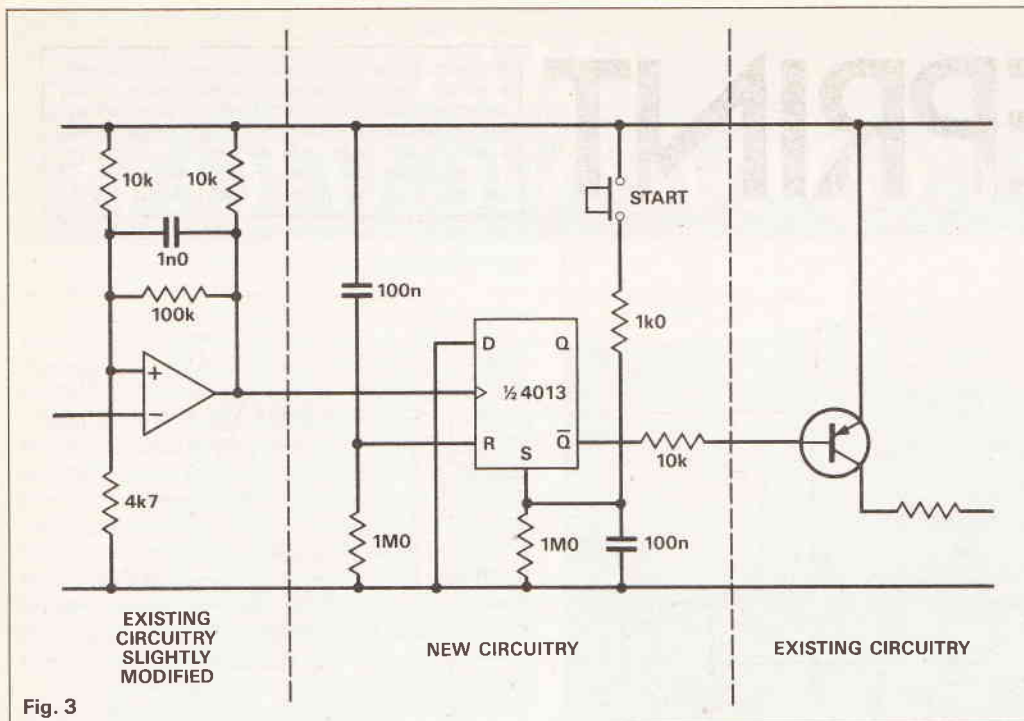 PRINT
10k
10k
1n0
100k
+
−
4k7
100n
1M0
D
Q
½ 4013
R
S
Q̅
START
1k0
10k
1M0
100n
EXISTING
CIRCUITRY
SLIGHTLY
MODIFIED
NEW CIRCUITRY
EXISTING CIRCUITRY
Fig. 3